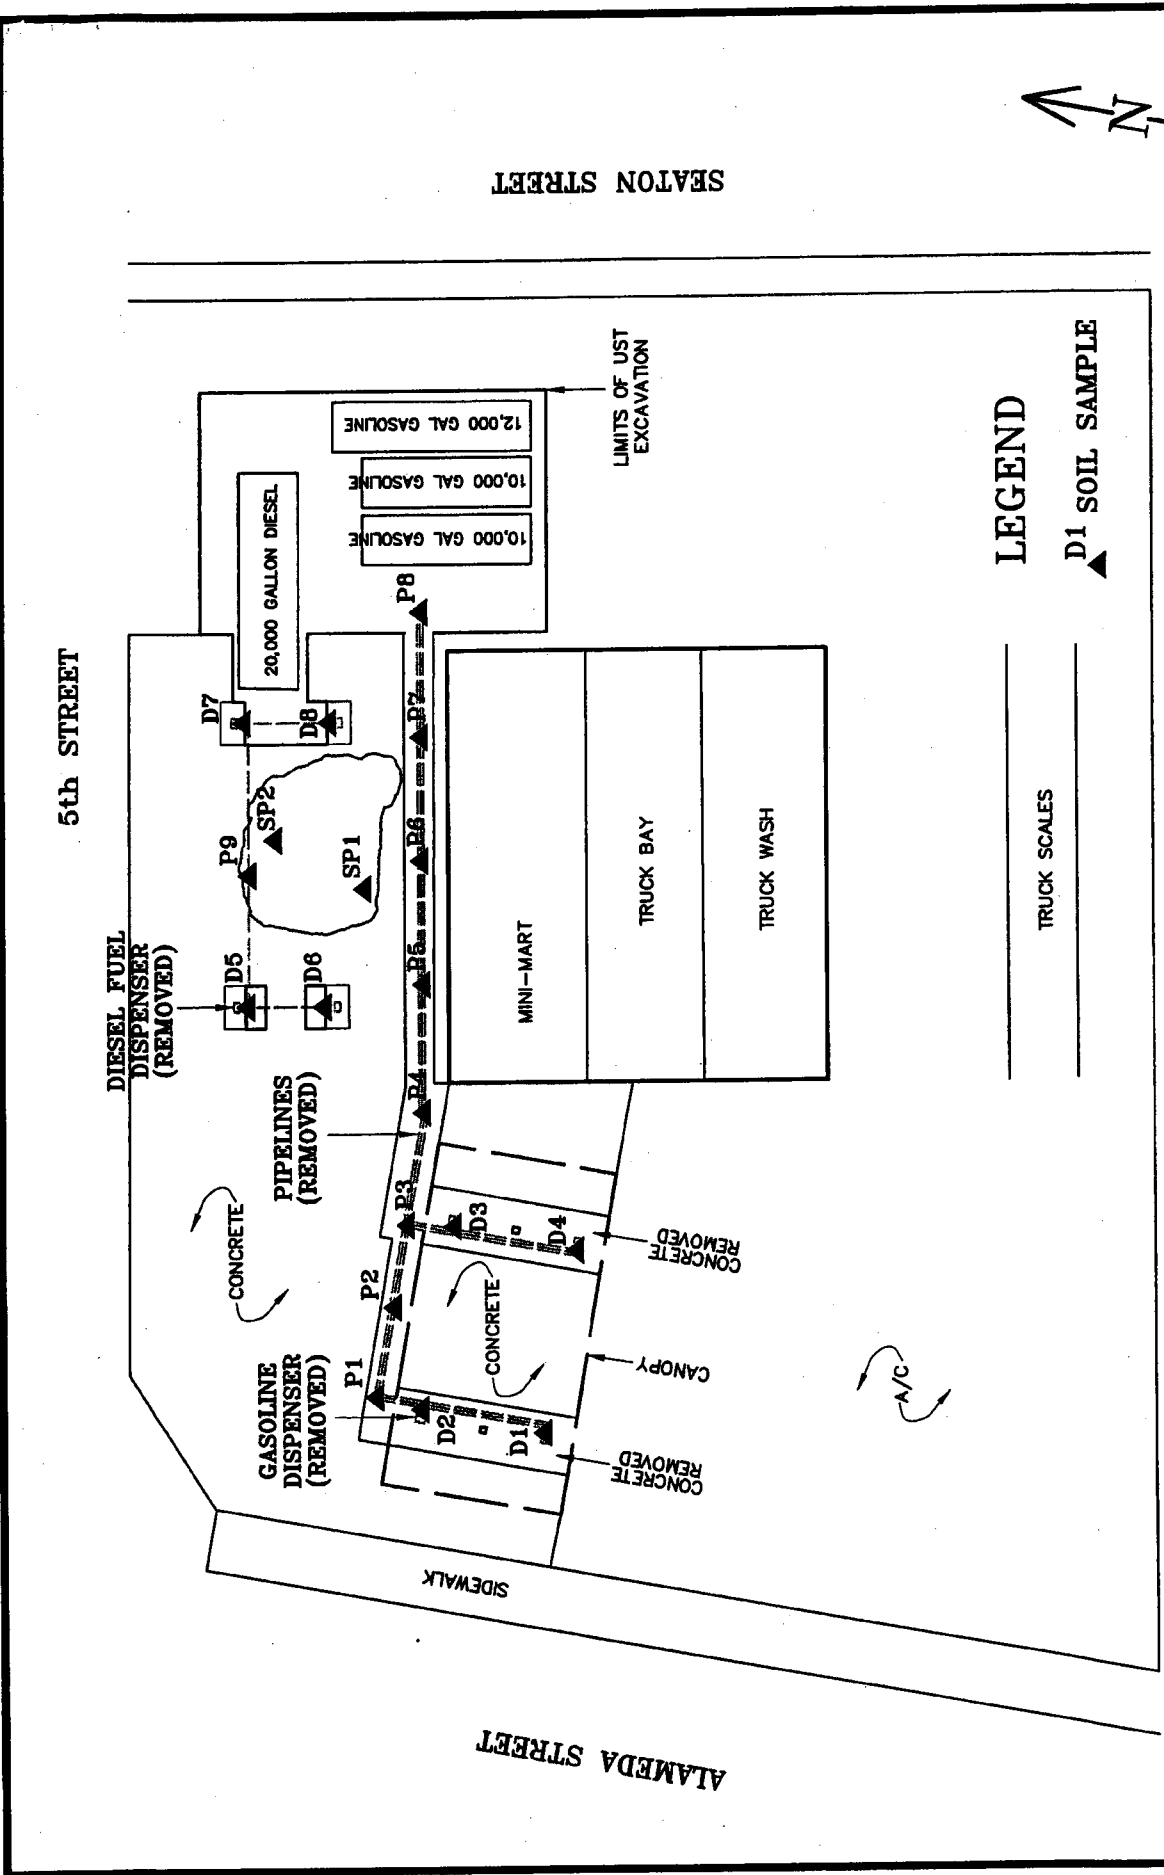 5th STREET
SEATON STREET
N
DIESEL FUEL
DISPENSER
(REMOVED)
D5
D6
P9
SP2
SP1
D7
D8
20,000 GALLON DIESEL
10,000 GAL GASOLINE
10,000 GAL GASOLINE
12,000 GAL GASOLINE
LIMITS OF UST
EXCAVATION
PIPELINES
(REMOVED)
CONCRETE
GASOLINE
DISPENSER
(REMOVED)
P1
P2
P3
P4
P5
P6
P7
P8
D2
D1
D3
D4
CONCRETE
CONCRETE
REMOVED
CONCRETE
REMOVED
CANOPY
MINI-MART
TRUCK BAY
TRUCK WASH
A/C
SIDEWALK
ALAMEDA STREET
TRUCK SCALES
LEGEND
D1
SOIL SAMPLE